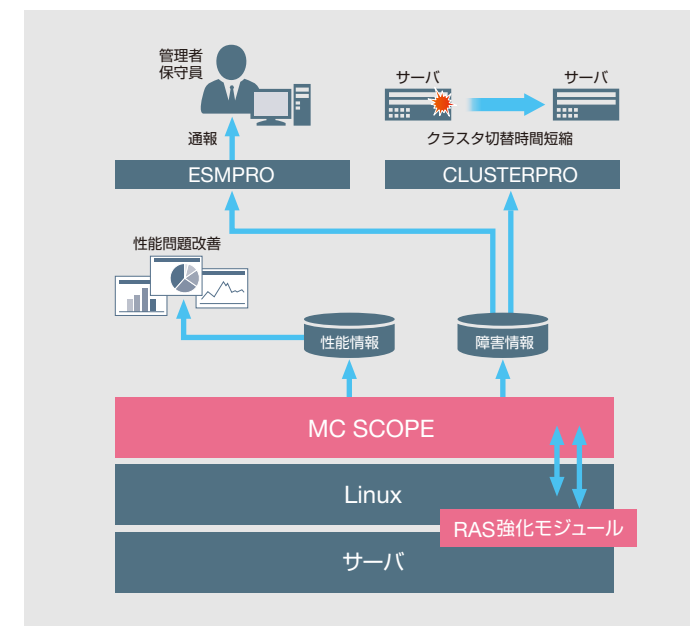 管理者
保守員
サーバ
サーバ
通報
クラスタ切替時間短縮
ESMPRO
CLUSTERPRO
性能問題改善
性能情報
障害情報
MC SCOPE
Linux
RAS強化モジュール
サーバ